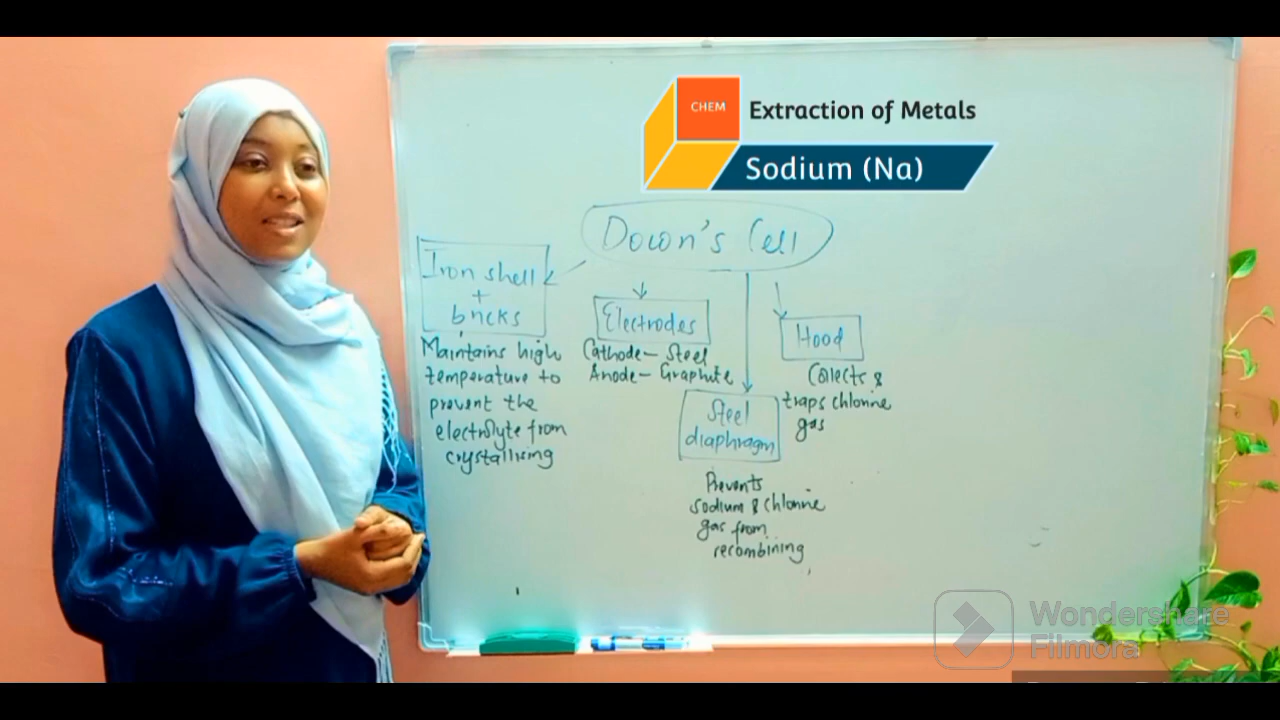 CHEM
Extraction of Metals
Sodium (Na)
Down's Cell
Iron shell
+
bricks
Maintains high
temperature to
prevent the
electrolyte from
crystallising
Electrodes
Cathode – Steel
Anode – Graphite
Steel
diaphragm
Prevents
sodium & chlorine
gas from
recombining
Hood
Collects &
traps chlorine
gas
Wondershare
Filmora